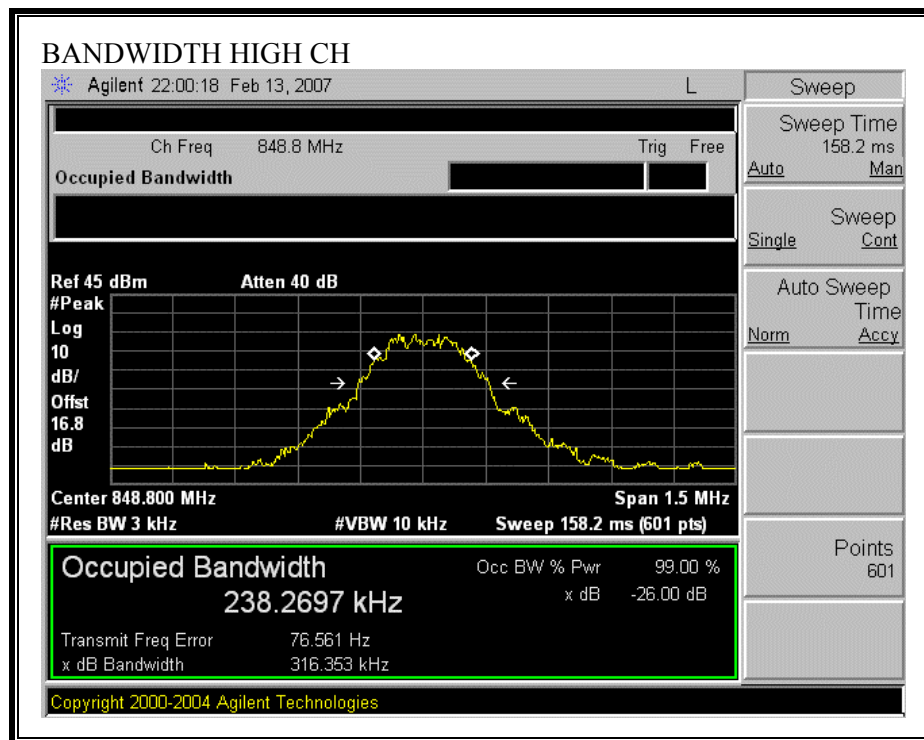 BANDWIDTH HIGH CH
Agilent 22:00:18 Feb 13, 2007 L
Sweep
Ch Freq 848.8 MHz Trig Free
Occupied Bandwidth
Sweep Time
158.2 ms
Auto Man
Sweep
Single Cont
Auto Sweep
Time
Norm Accy
Points
601
Ref 45 dBm Atten 40 dB
#Peak
Log
10
dB/
Offst
16.8
dB
Center 848.800 MHz Span 1.5 MHz
#Res BW 3 kHz #VBW 10 kHz Sweep 158.2 ms (601 pts)
Occupied Bandwidth
238.2697 kHz
Occ BW % Pwr 99.00 %
x dB -26.00 dB
Transmit Freq Error 76.561 Hz
x dB Bandwidth 316.353 kHz
Copyright 2000-2004 Agilent Technologies